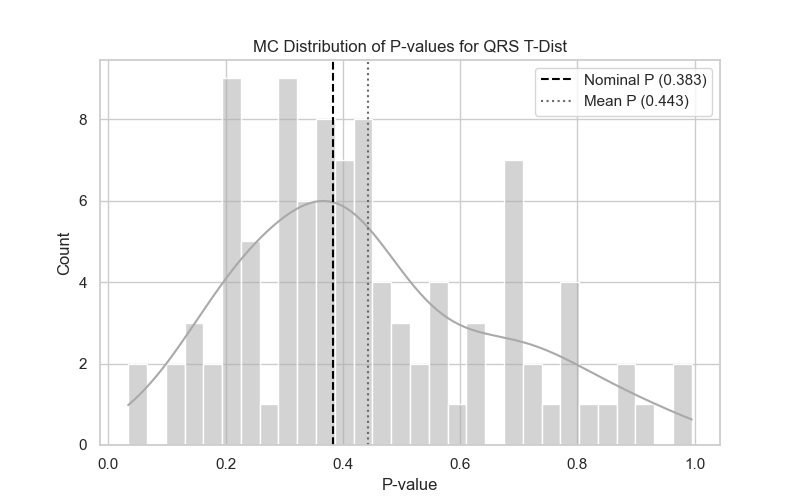 MC Distribution of P-values for QRS T-Dist
Nominal P (0.383)
Mean P (0.443)
Count
8
6
4
2
0
0.0 0.2 0.4 0.6 0.8 1.0
P-value